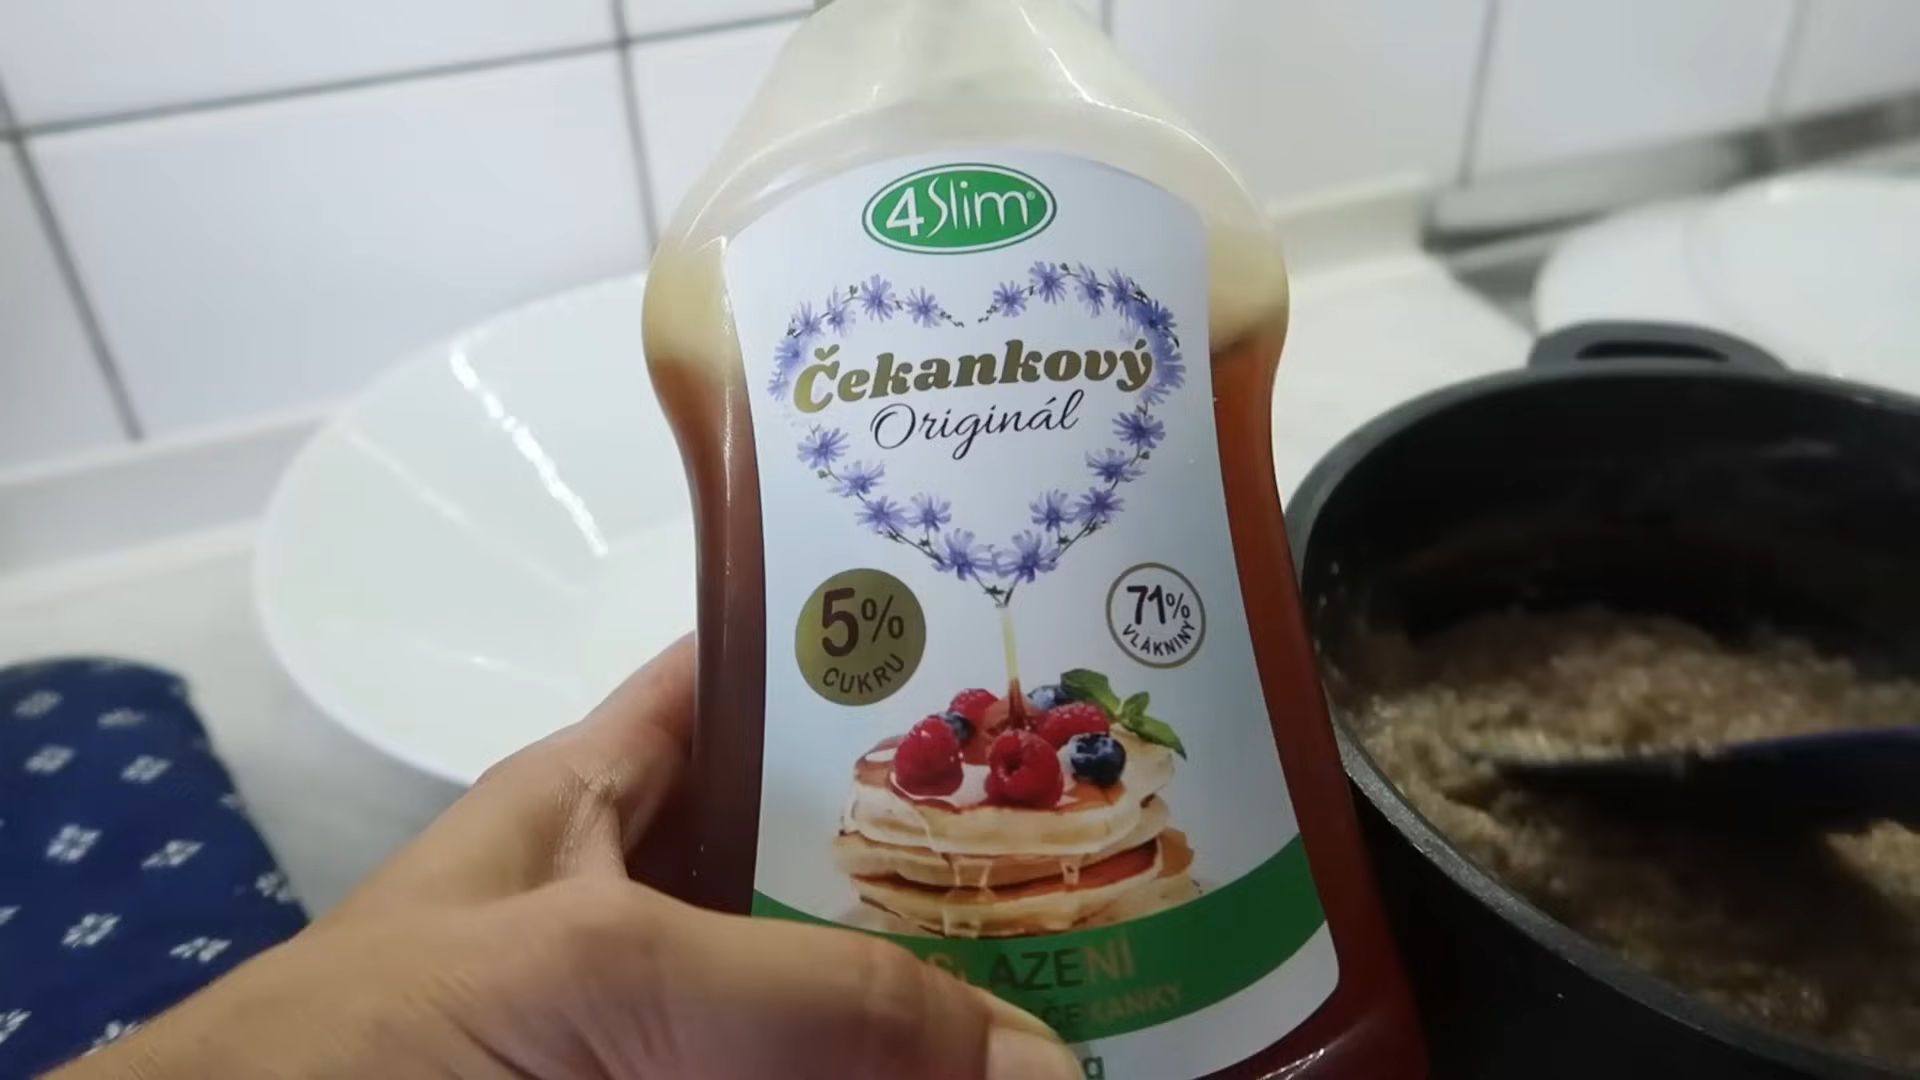 4Slim®
Čekankový
Originál
5%
CUKRU
71%
VLÁKNINY